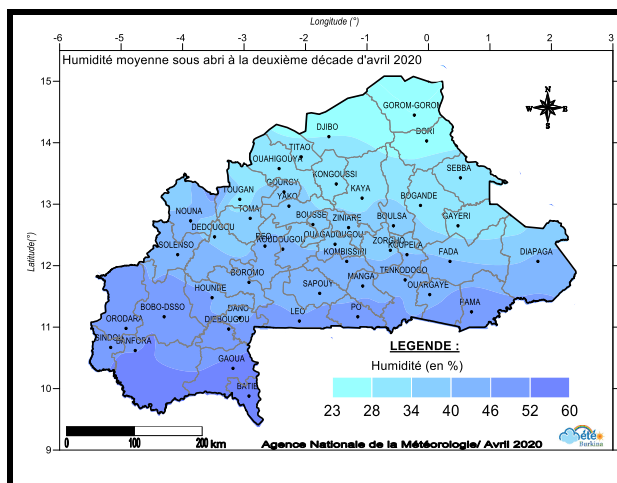 Longitude (°)
-6 -5 -4 -3 -2 -1 0 1 2 3
Humidité moyenne sous abri à la deuxième décade d'avril 2020
15
N
W E
S
GOROM-GOROM
DJIBO
DORI
14
TITAO
OUAHIGOUYA
KONGOUSSI
SEBBA
GOURCY
KAYA
OUGAN
YAKO
BOGANDE
13
NOUNA
TOMA
BOUSSE
ZINIARE
BOULSA
GAYERI
DEDOUGOU
OUAGADOUGOU
SOLENSO
KOUDOUGOU
ZORGHO
KOUPELA
KOMBISSIRI
FADA
DIAPAGA
Latitude(°)
12
BOROMO
TENKODOGO
HOUNDE
SAPOUY
MANGA
OUARGAYE
BOBO-DSSO
DANO
LEO
PO
PAMA
ORODARA
DIEBOUGOU
11
SINDOU
BANFORA
LEGENDE :
GAOUA
Humidité (en %)
10
BATIE
23 28 34 40 46 52 60
0 100 200 km
Agence Nationale de la Météorologie/ Avril 2020
météo
Burkina
9